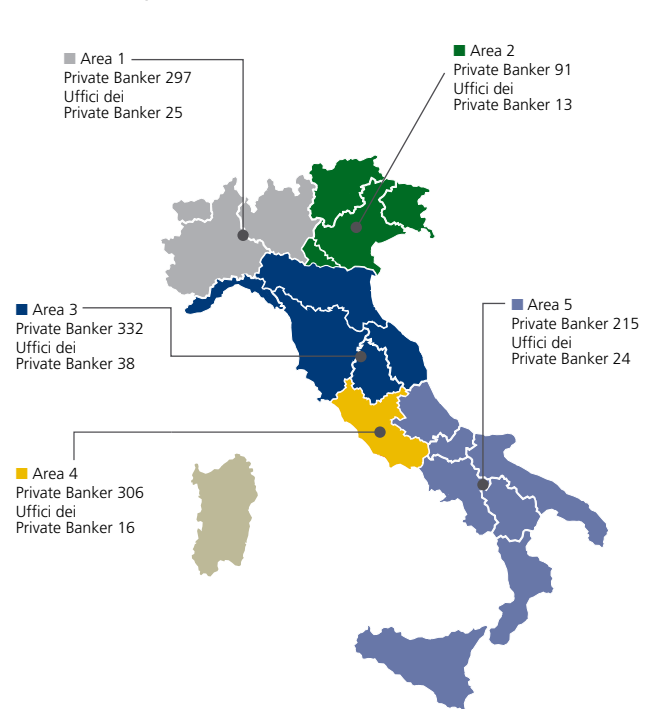 Area 1
Private Banker 297
Uffici dei
Private Banker 25
Area 2
Private Banker 91
Uffici dei
Private Banker 13
Area 3
Private Banker 332
Uffici dei
Private Banker 38
Area 5
Private Banker 215
Uffici dei
Private Banker 24
Area 4
Private Banker 306
Uffici dei
Private Banker 16